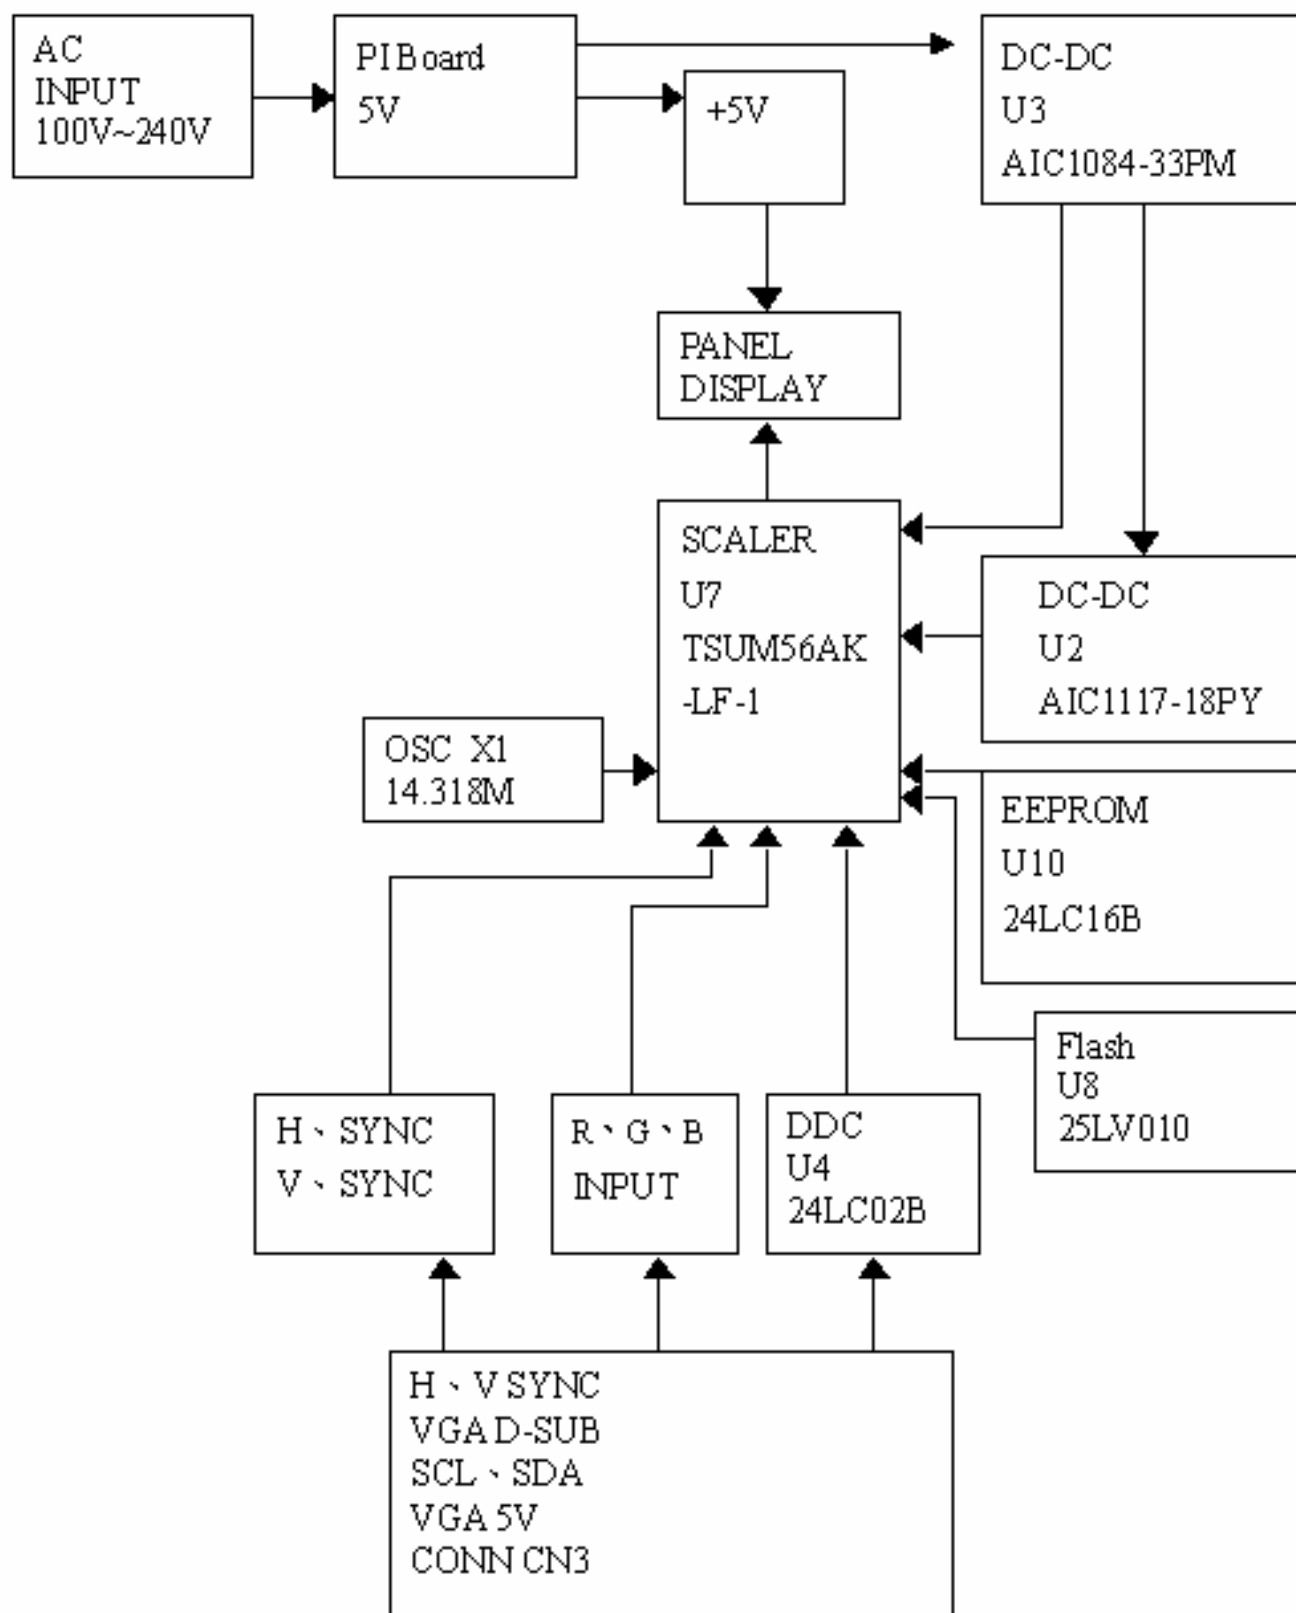 AC
INPUT
100V~240V
PI Board
5V
+5V
DC-DC
U3
AIC1084-33PM
PANEL
DISPLAY
SCALER
U7
TSUM56AK
-LF-1
DC-DC
U2
AIC1117-18PY
OSC X1
14.318M
EEPROM
U10
24LC16B
Flash
U8
25LV010
H、SYNC
V、SYNC
R、G、B
INPUT
DDC
U4
24LC02B
H、V SYNC
VGA D-SUB
SCL、SDA
VGA 5V
CONN CN3